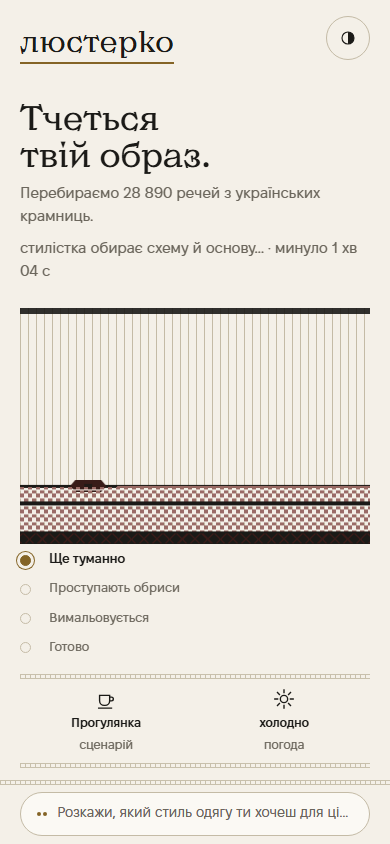 люстерко
Тчеться
твій образ.
Перебираємо 28 890 речей з українських
крамниць.
стилістка обирає схему й основу... · минуло 1 хв
04 с
Ще туманно
Проступають обриси
Вимальовується
Готово
Прогулянка
холодно
сценарій
погода
Розкажи, який стиль одягу ти хочеш для ці...